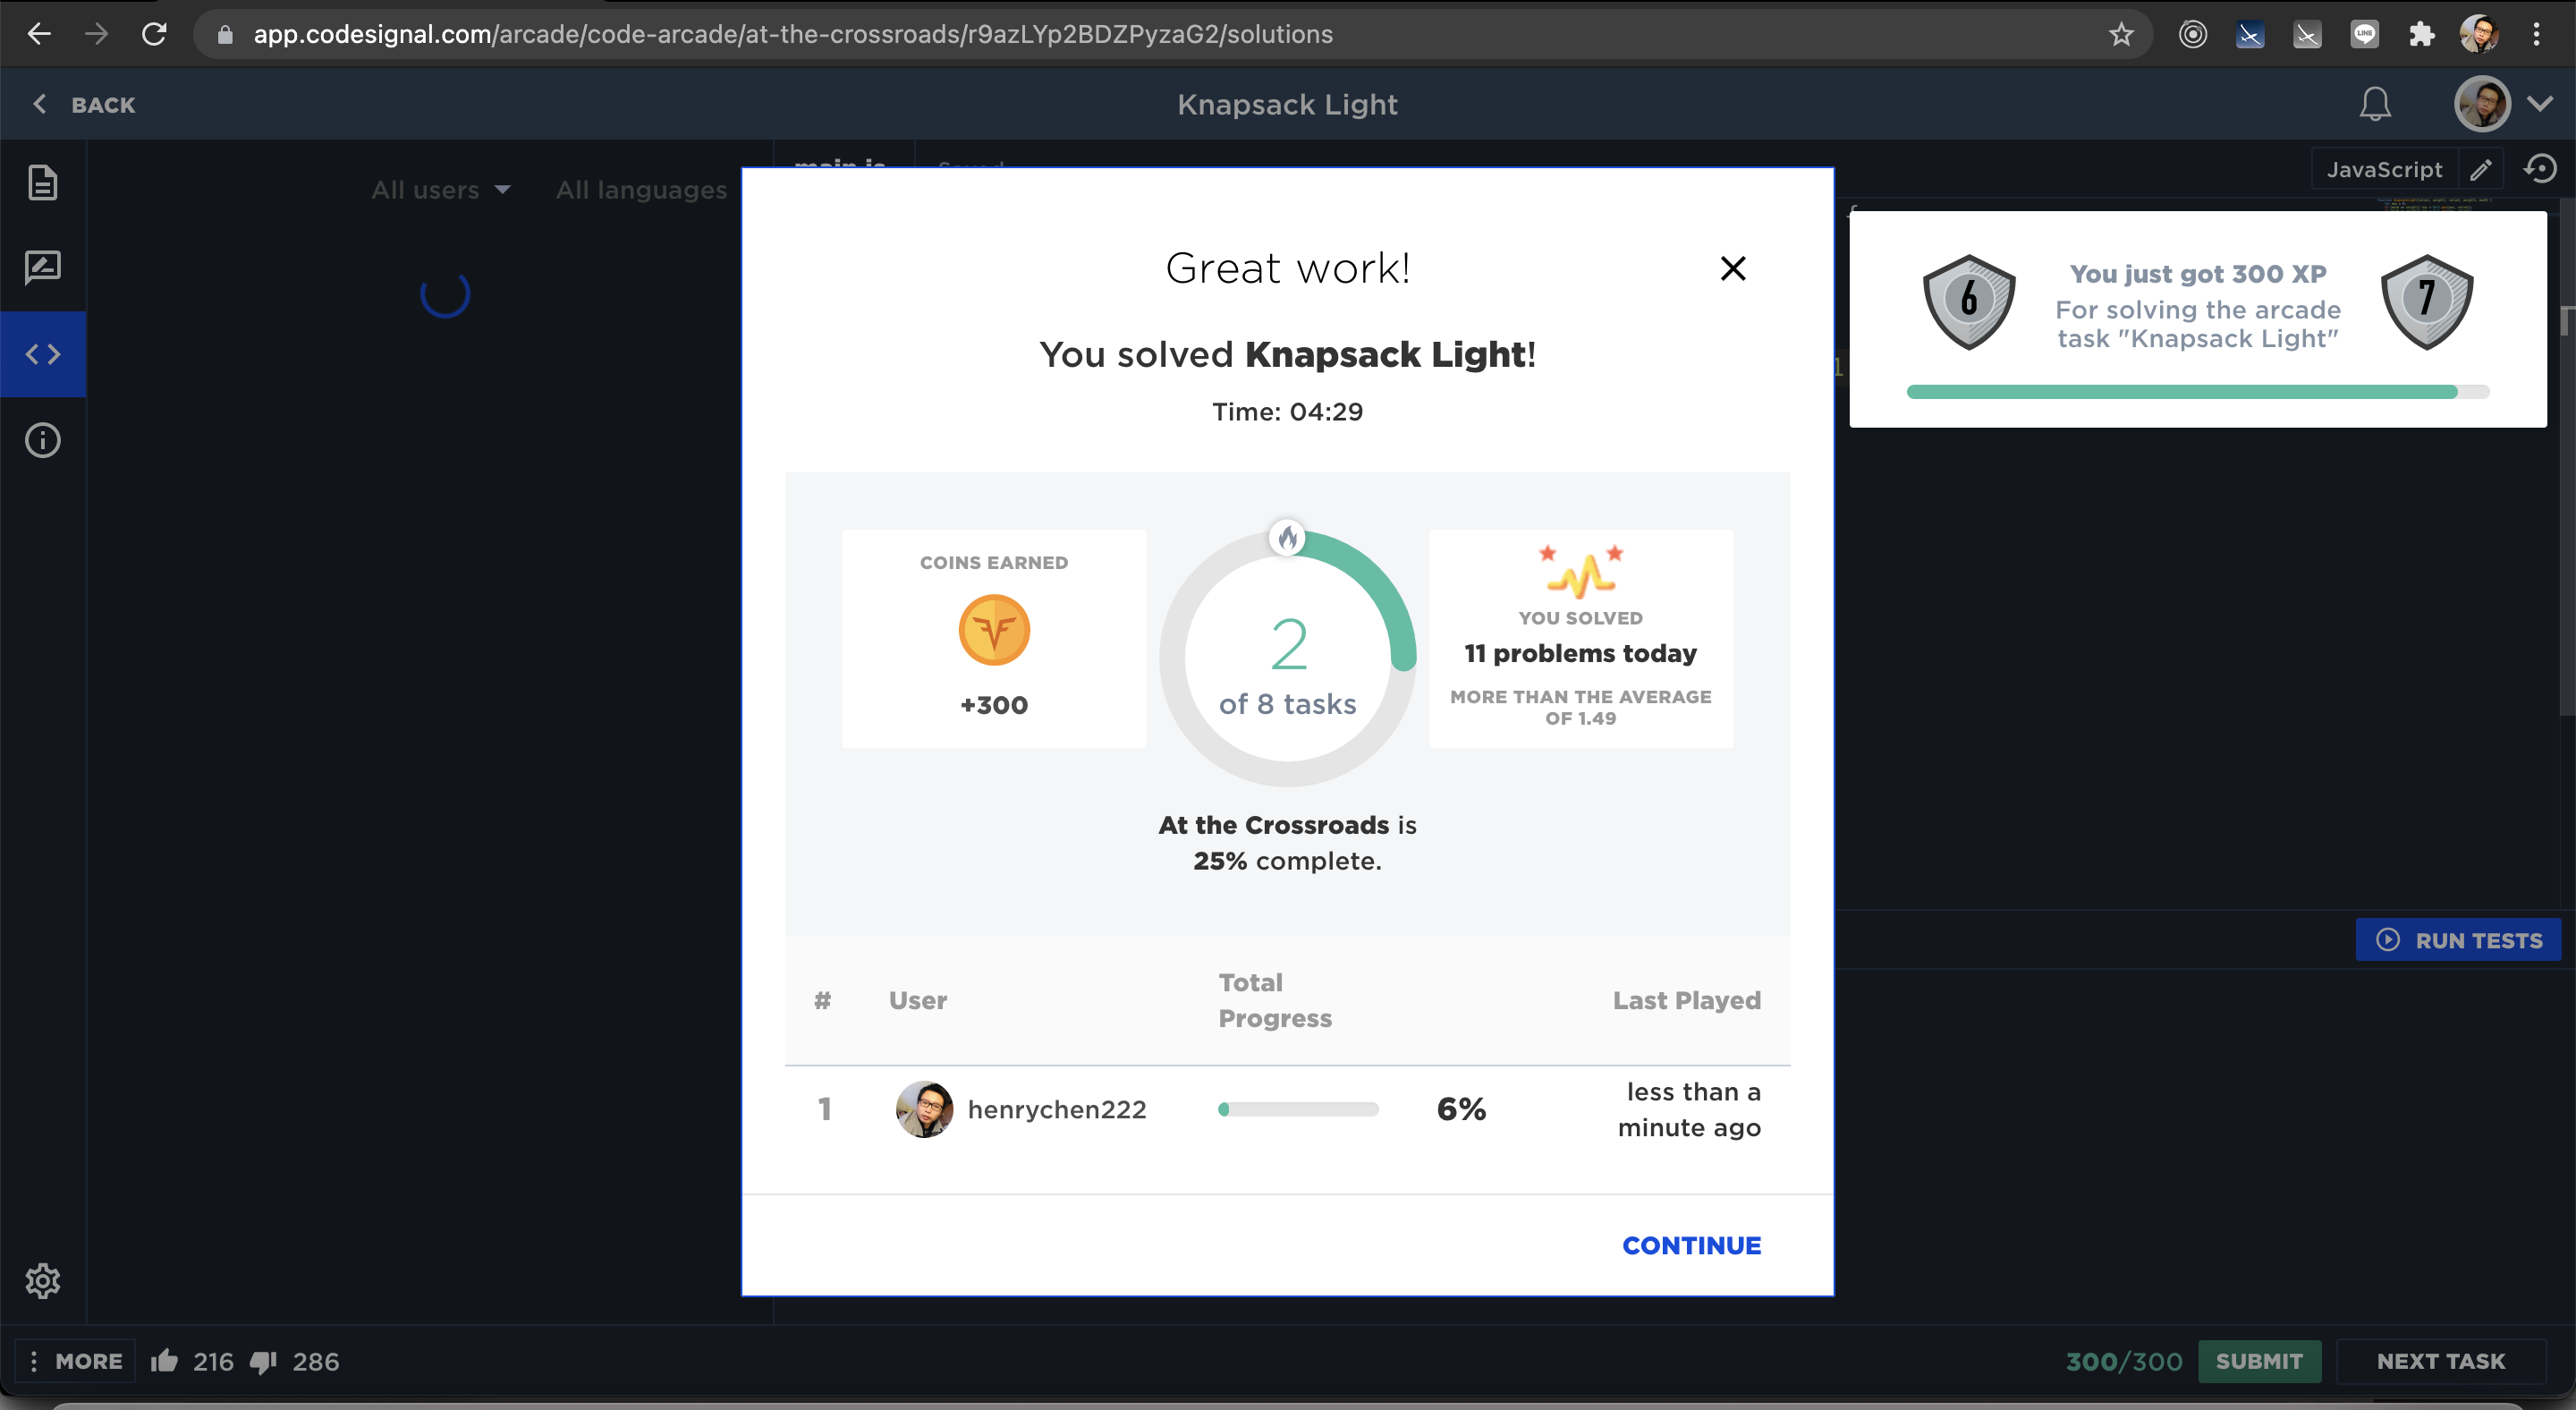 app.codesignal.com/arcade/code-arcade/at-the-crossroads/r9azLYp2BDZPyzaG2/solutions
BACK
Knapsack Light
All users
All languages
main.js
Saved
JavaScript
Great work!
You solved Knapsack Light!
Time: 04:29
6
You just got 300 XP
For solving the arcade
task "Knapsack Light"
7
COINS EARNED
+300
2
of 8 tasks
YOU SOLVED
11 problems today
MORE THAN THE AVERAGE
OF 1.49
At the Crossroads is
25% complete.
RUN TESTS
# User Total Progress Last Played
1 henrychen222 6% less than a
minute ago
CONTINUE
MORE 216 286
300/300 SUBMIT NEXT TASK